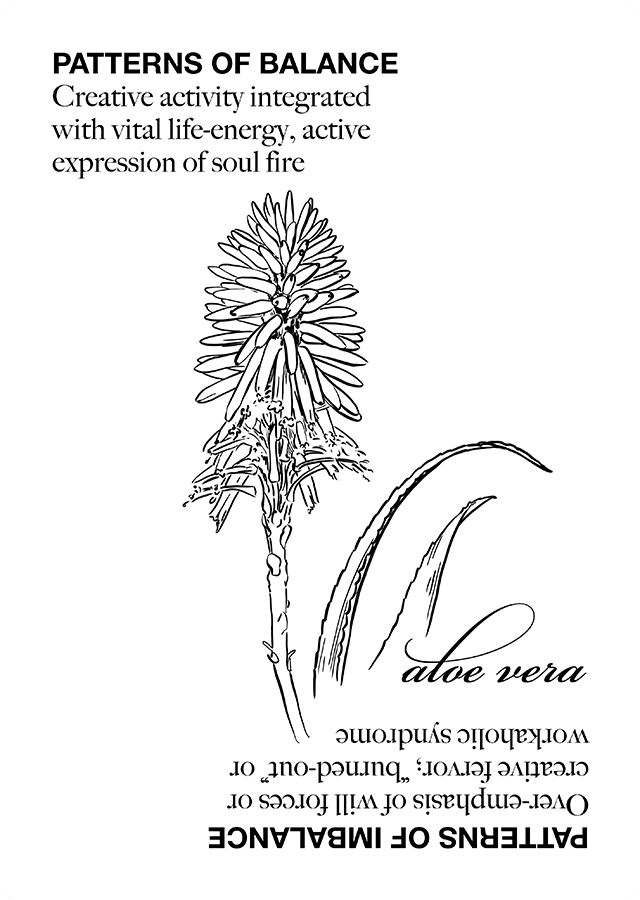 PATTERNS OF BALANCE
Creative activity integrated
with vital life-energy, active
expression of soul fire
aloe vera
PATTERNS OF IMBALANCE
Over-emphasis of will forces or
creative fervor; "burned-out" or
workaholic syndrome